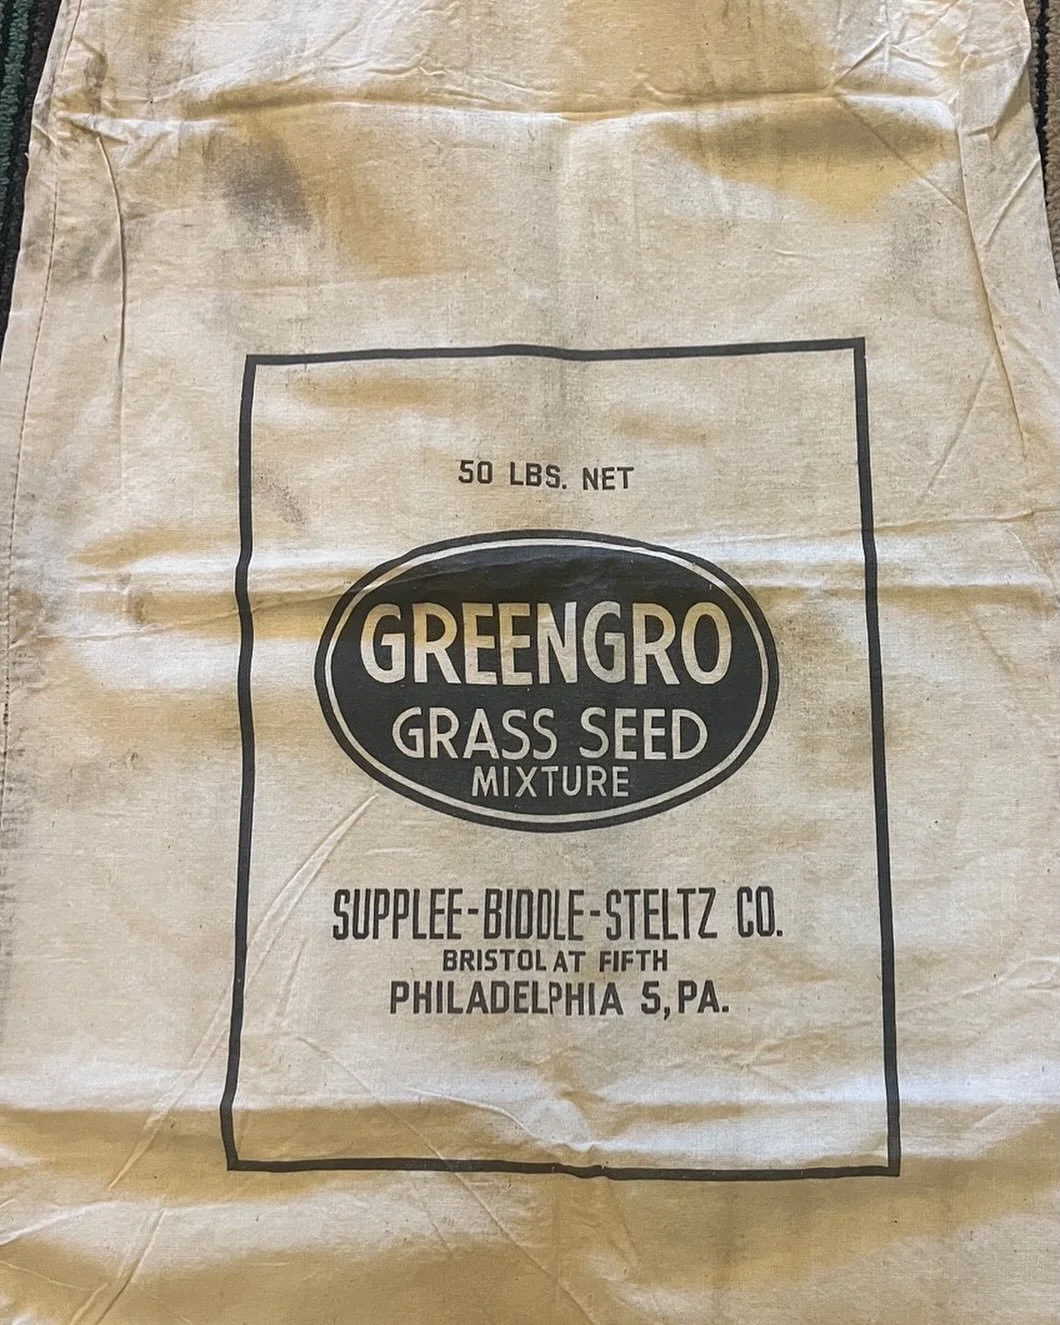 50 LBS. NET
GREENGRO
GRASS SEED
MIXTURE
SUPPLEE-BIDDLE-STELTZ CO.
BRISTOL AT FIFTH
PHILADELPHIA 5, PA.